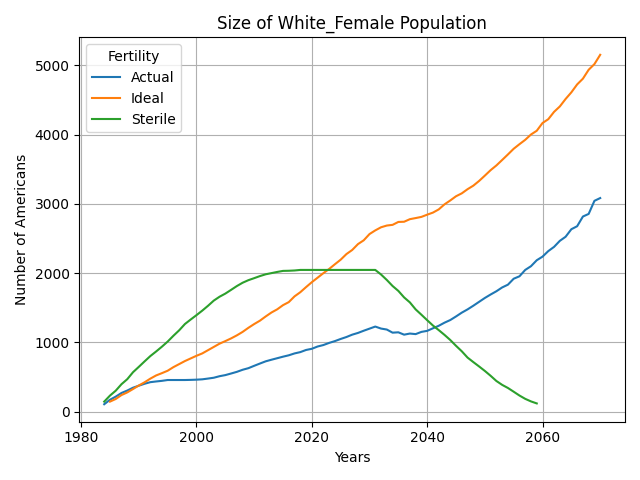 Size of White_Female Population
Fertility
Actual
Ideal
Sterile
Number of Americans
5000
4000
3000
2000
1000
0
1980
2000
2020
2040
2060
Years